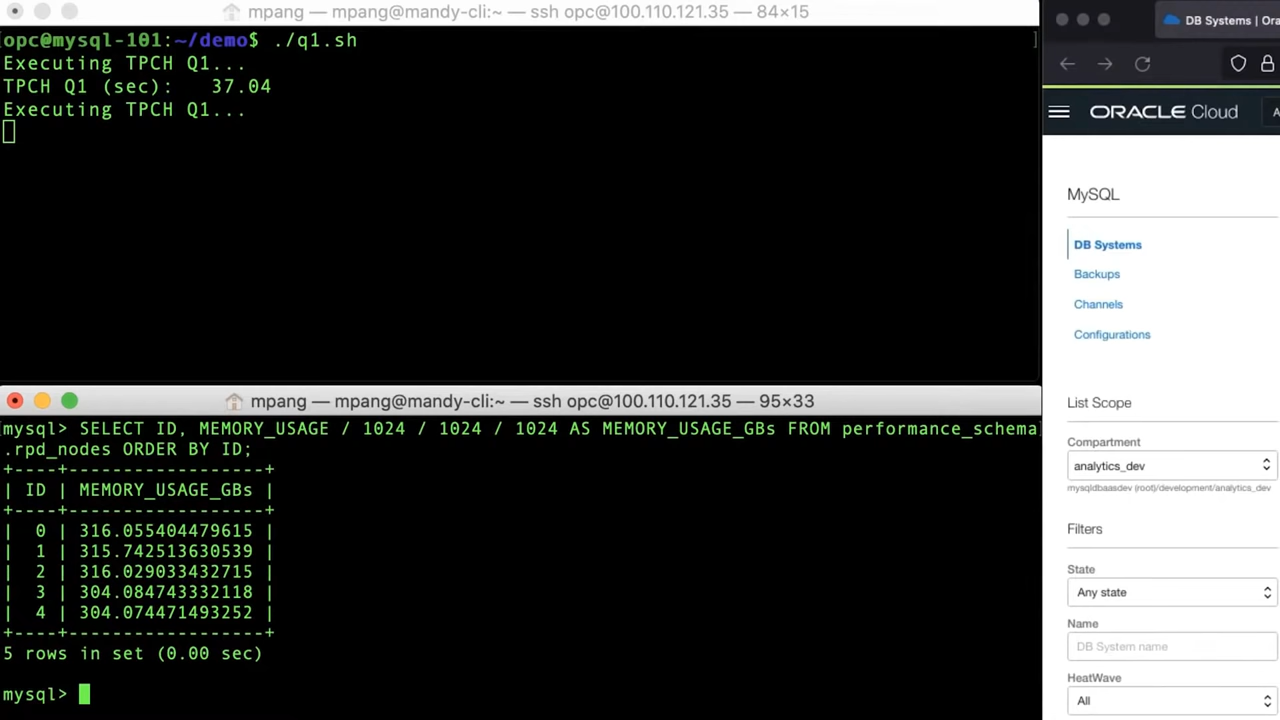 mpang — mpang@mandy-cli:~ — ssh opc@100.110.121.35 — 84×15
[opc@mysql-101:~/demo$ ./q1.sh ]
Executing TPCH Q1...
TPCH Q1 (sec):   37.04
Executing TPCH Q1...
mpang — mpang@mandy-cli:~ — ssh opc@100.110.121.35 — 95×33
[mysql> SELECT ID, MEMORY_USAGE / 1024 / 1024 / 1024 AS MEMORY_USAGE_GBs FROM performance_schema]
.rpd_nodes ORDER BY ID;
+----+------------------+
| ID | MEMORY_USAGE_GBs |
+----+------------------+
|  0 | 316.055404479615 |
|  1 | 315.742513630539 |
|  2 | 316.029033432715 |
|  3 | 304.084743332118 |
|  4 | 304.074471493252 |
+----+------------------+
5 rows in set (0.00 sec)
mysql>
DB Systems | Ora
ORACLE Cloud
MySQL
DB Systems
Backups
Channels
Configurations
List Scope
Compartment
analytics_dev
mysqldbaasdev (root)/development/analytics_dev
Filters
State
Any state
Name
DB System name
HeatWave
All